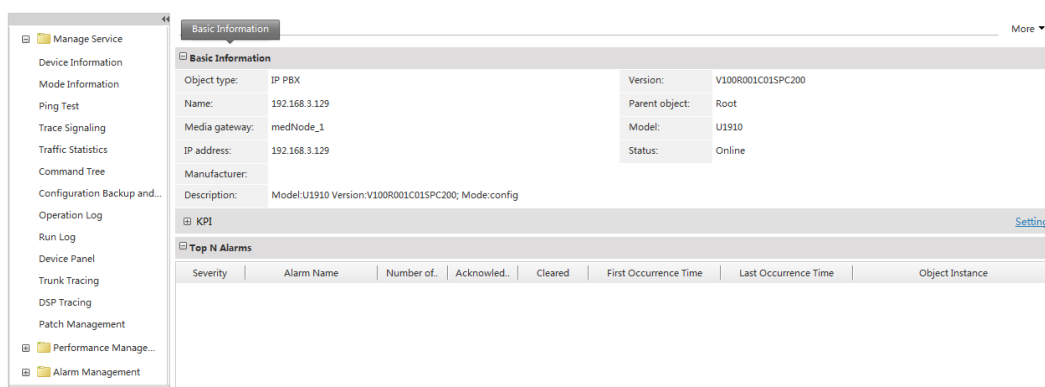 Manage Service
Device Information
Mode Information
Ping Test
Trace Signaling
Traffic Statistics
Command Tree
Configuration Backup and...
Operation Log
Run Log
Device Panel
Trunk Tracing
DSP Tracing
Patch Management
Performance Manage...
Alarm Management
Basic Information
More
Basic Information
Object type: IP PBX Version: V100R001C01SPC200
Name: 192.168.3.129 Parent object: Root
Media gateway: medNode_1 Model: U1910
IP address: 192.168.3.129 Status: Online
Manufacturer:
Description: Model:U1910 Version:V100R001C01SPC200; Mode:config
KPI Setting
Top N Alarms
Severity Alarm Name Number of.. Acknowled.. Cleared First Occurrence Time Last Occurrence Time Object Instance